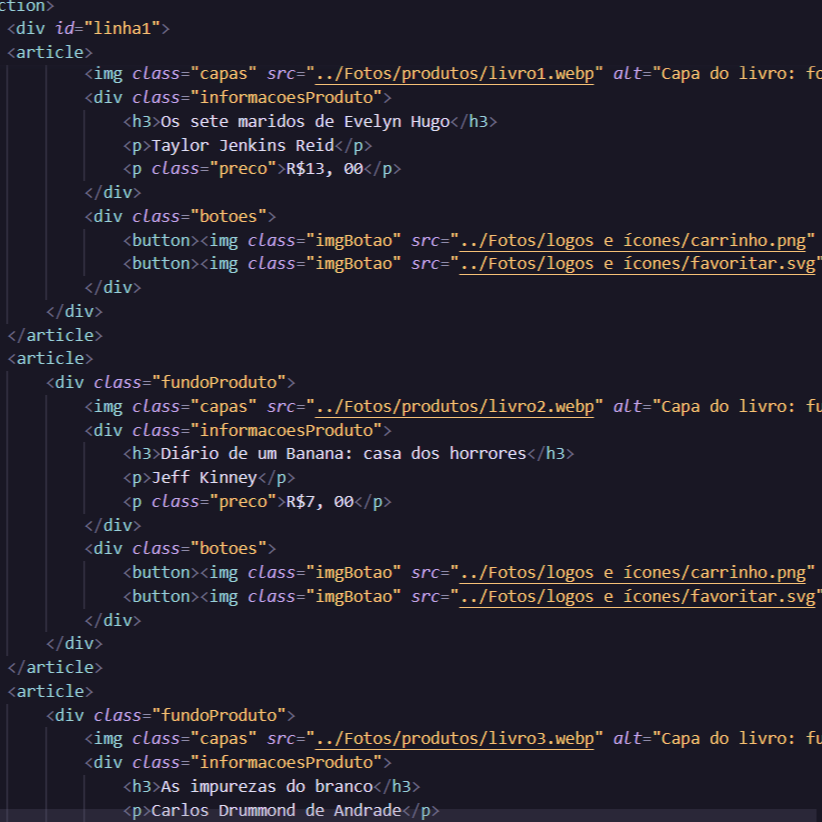 ction>
<div id="linha1">
<article>
<img class="capas" src="../Fotos/produtos/livro1.webp" alt="Capa do livro: fo
<div class="informacoesProduto">
<h3>Os sete maridos de Evelyn Hugo</h3>
<p>Taylor Jenkins Reid</p>
<p class="preco">R$13, 00</p>
</div>
<div class="botoes">
<button><img class="imgBotao" src="../Fotos/logos e ícones/carrinho.png"
<button><img class="imgBotao" src="../Fotos/logos e ícones/favoritar.svg"
</div>
</div>
</article>
<article>
<div class="fundoProduto">
<img class="capas" src="../Fotos/produtos/livro2.webp" alt="Capa do livro: fu
<div class="informacoesProduto">
<h3>Diário de um Banana: casa dos horrores</h3>
<p>Jeff Kinney</p>
<p class="preco">R$7, 00</p>
</div>
<div class="botoes">
<button><img class="imgBotao" src="../Fotos/logos e ícones/carrinho.png"
<button><img class="imgBotao" src="../Fotos/logos e ícones/favoritar.svg"
</div>
</div>
</article>
<article>
<div class="fundoProduto">
<img class="capas" src="../Fotos/produtos/livro3.webp" alt="Capa do livro: fu
<div class="informacoesProduto">
<h3>As impurezas do branco</h3>
<p>Carlos Drummond de Andrade</p>